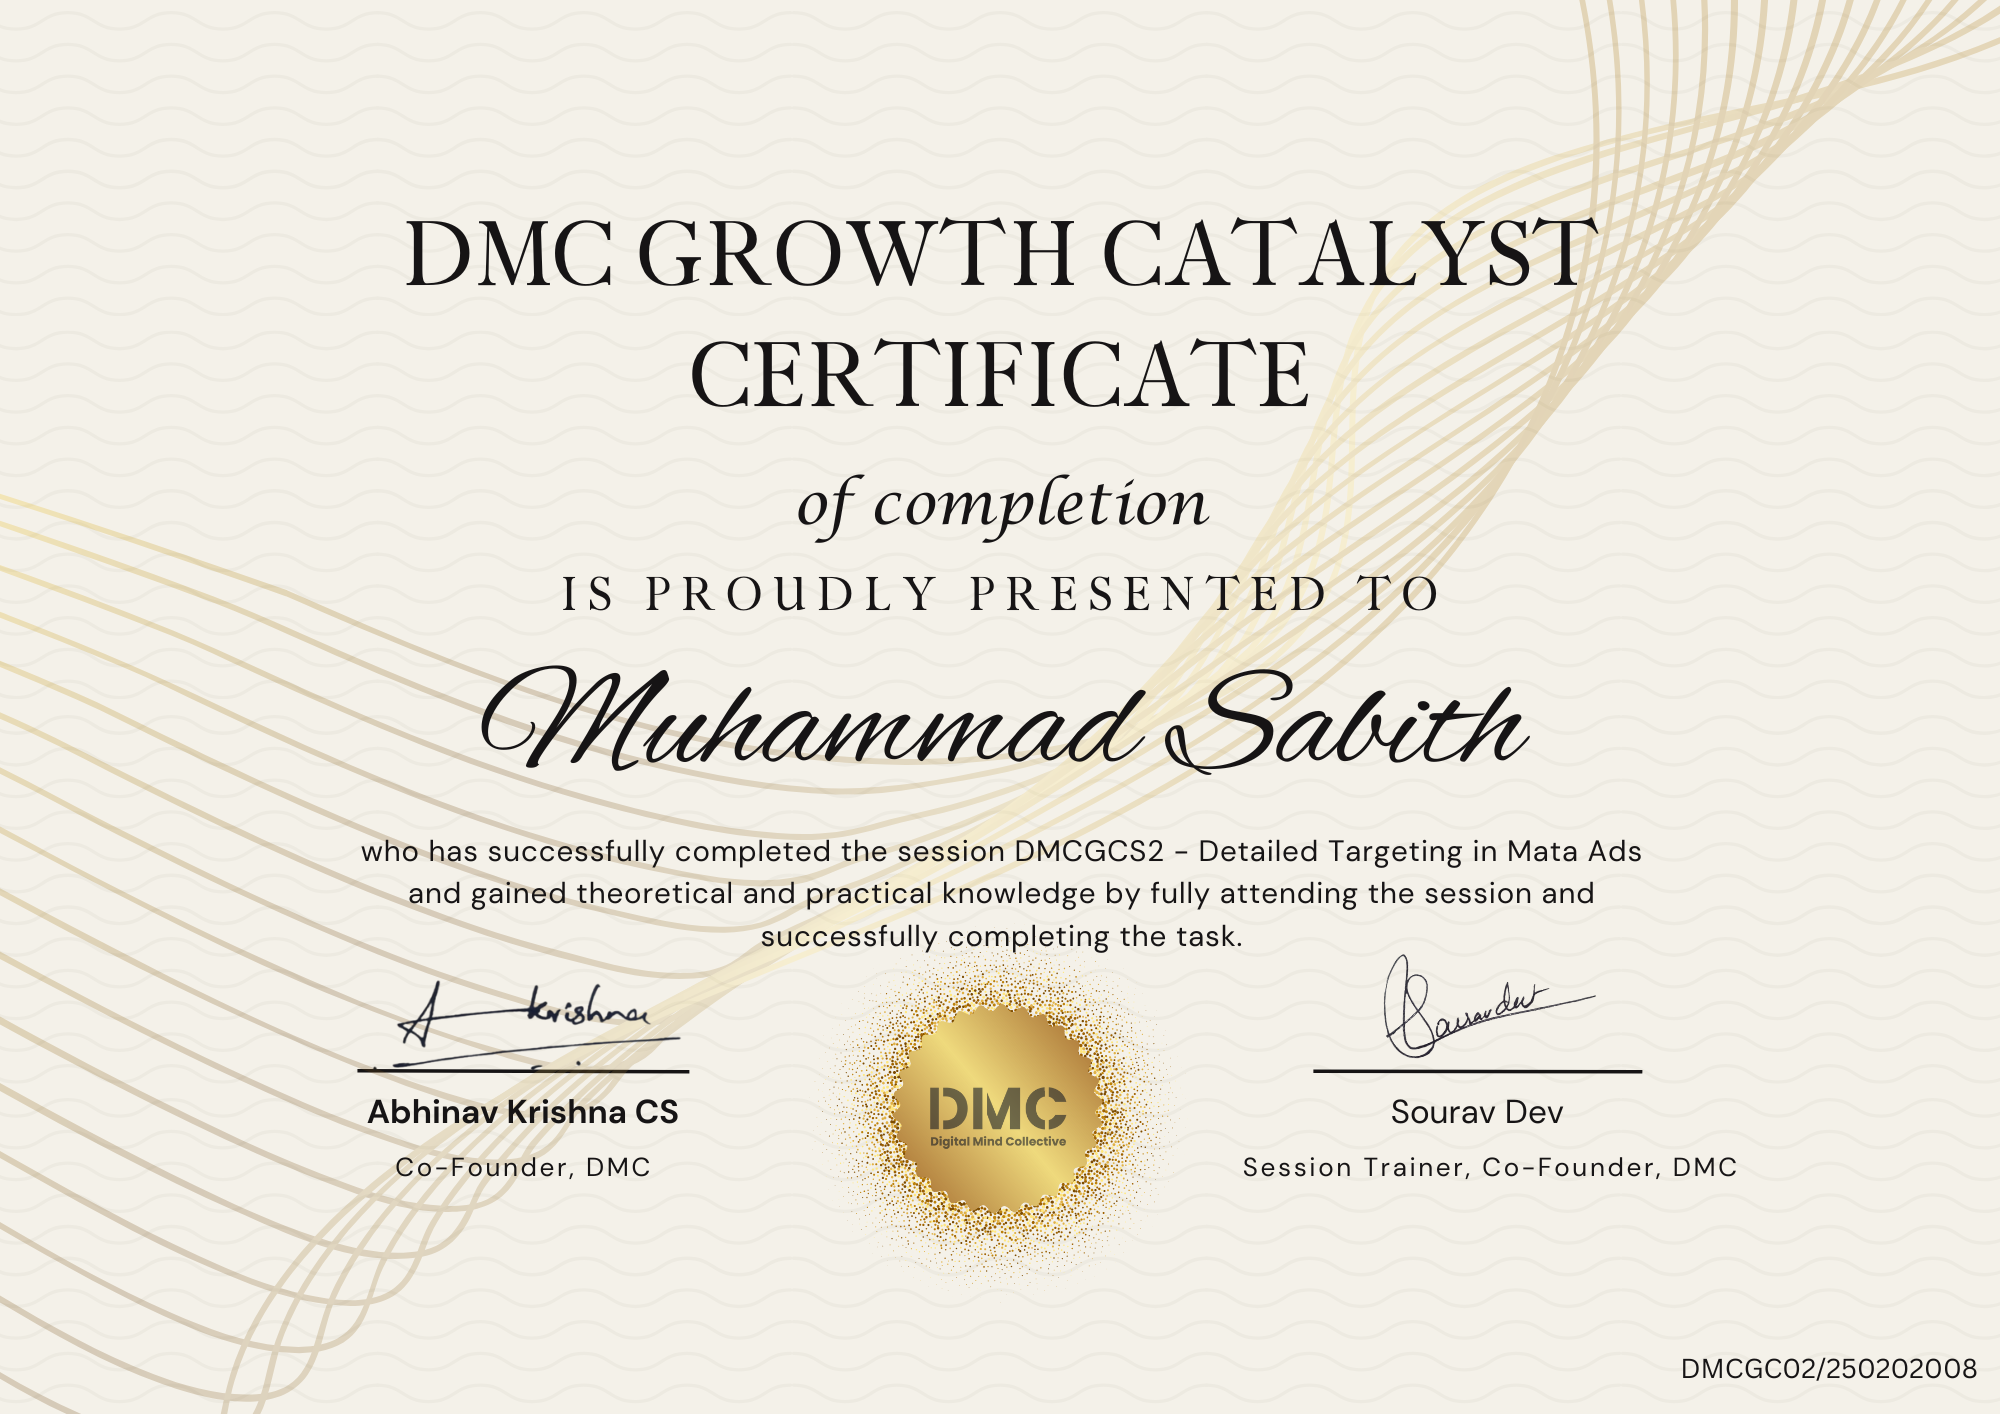 DMC GROWTH CATALYST
CERTIFICATE
of completion
IS PROUDLY PRESENTED TO
Muhammad Sabith
who has successfully completed the session DMCGCS2 - Detailed Targeting in Mata Ads
and gained theoretical and practical knowledge by fully attending the session and
successfully completing the task.
A krishna
Souravdev
Abhinav Krishna CS
Co-Founder, DMC
DMC
Digital Mind Collective
Sourav Dev
Session Trainer, Co-Founder, DMC
DMCGC02/250202008